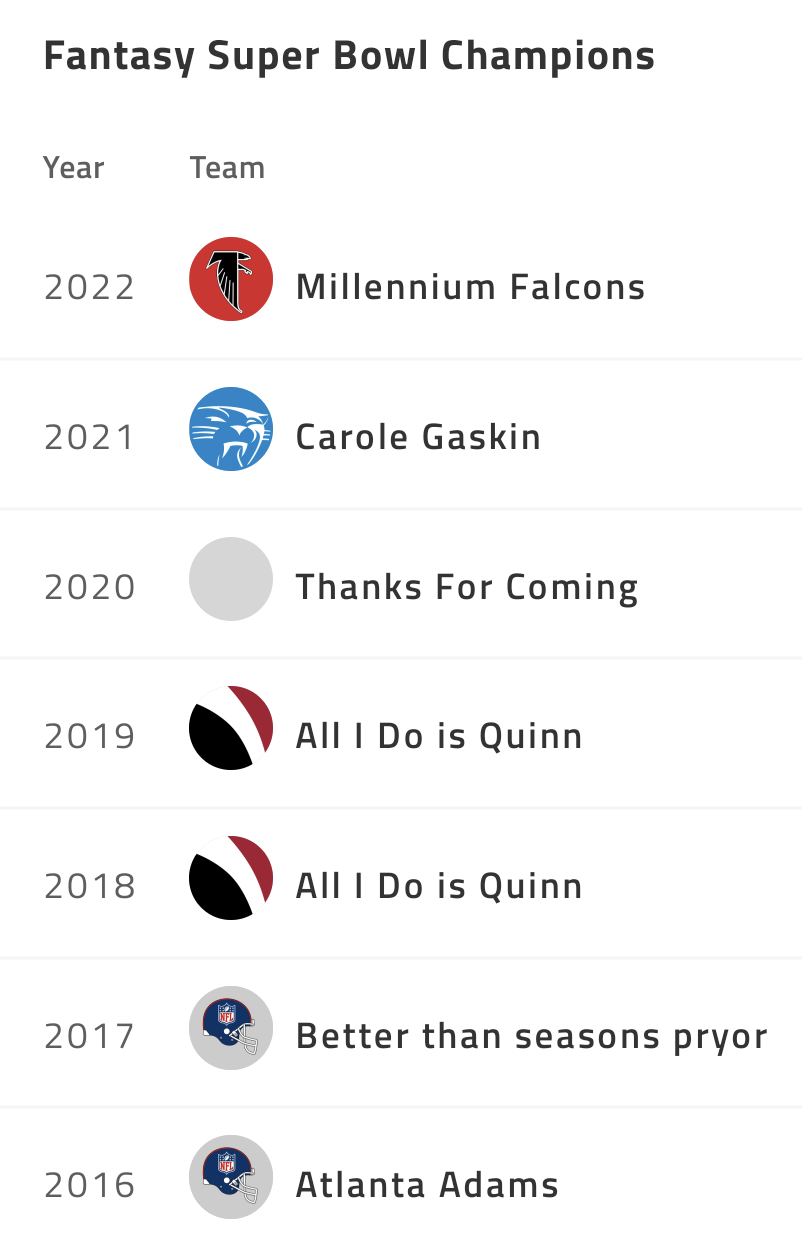 Fantasy Super Bowl Champions
Year Team
2022 Millennium Falcons
2021 Carole Gaskin
2020 Thanks For Coming
2019 All I Do is Quinn
2018 All I Do is Quinn
2017 NFL Better than seasons pryor
2016 NFL Atlanta Adams